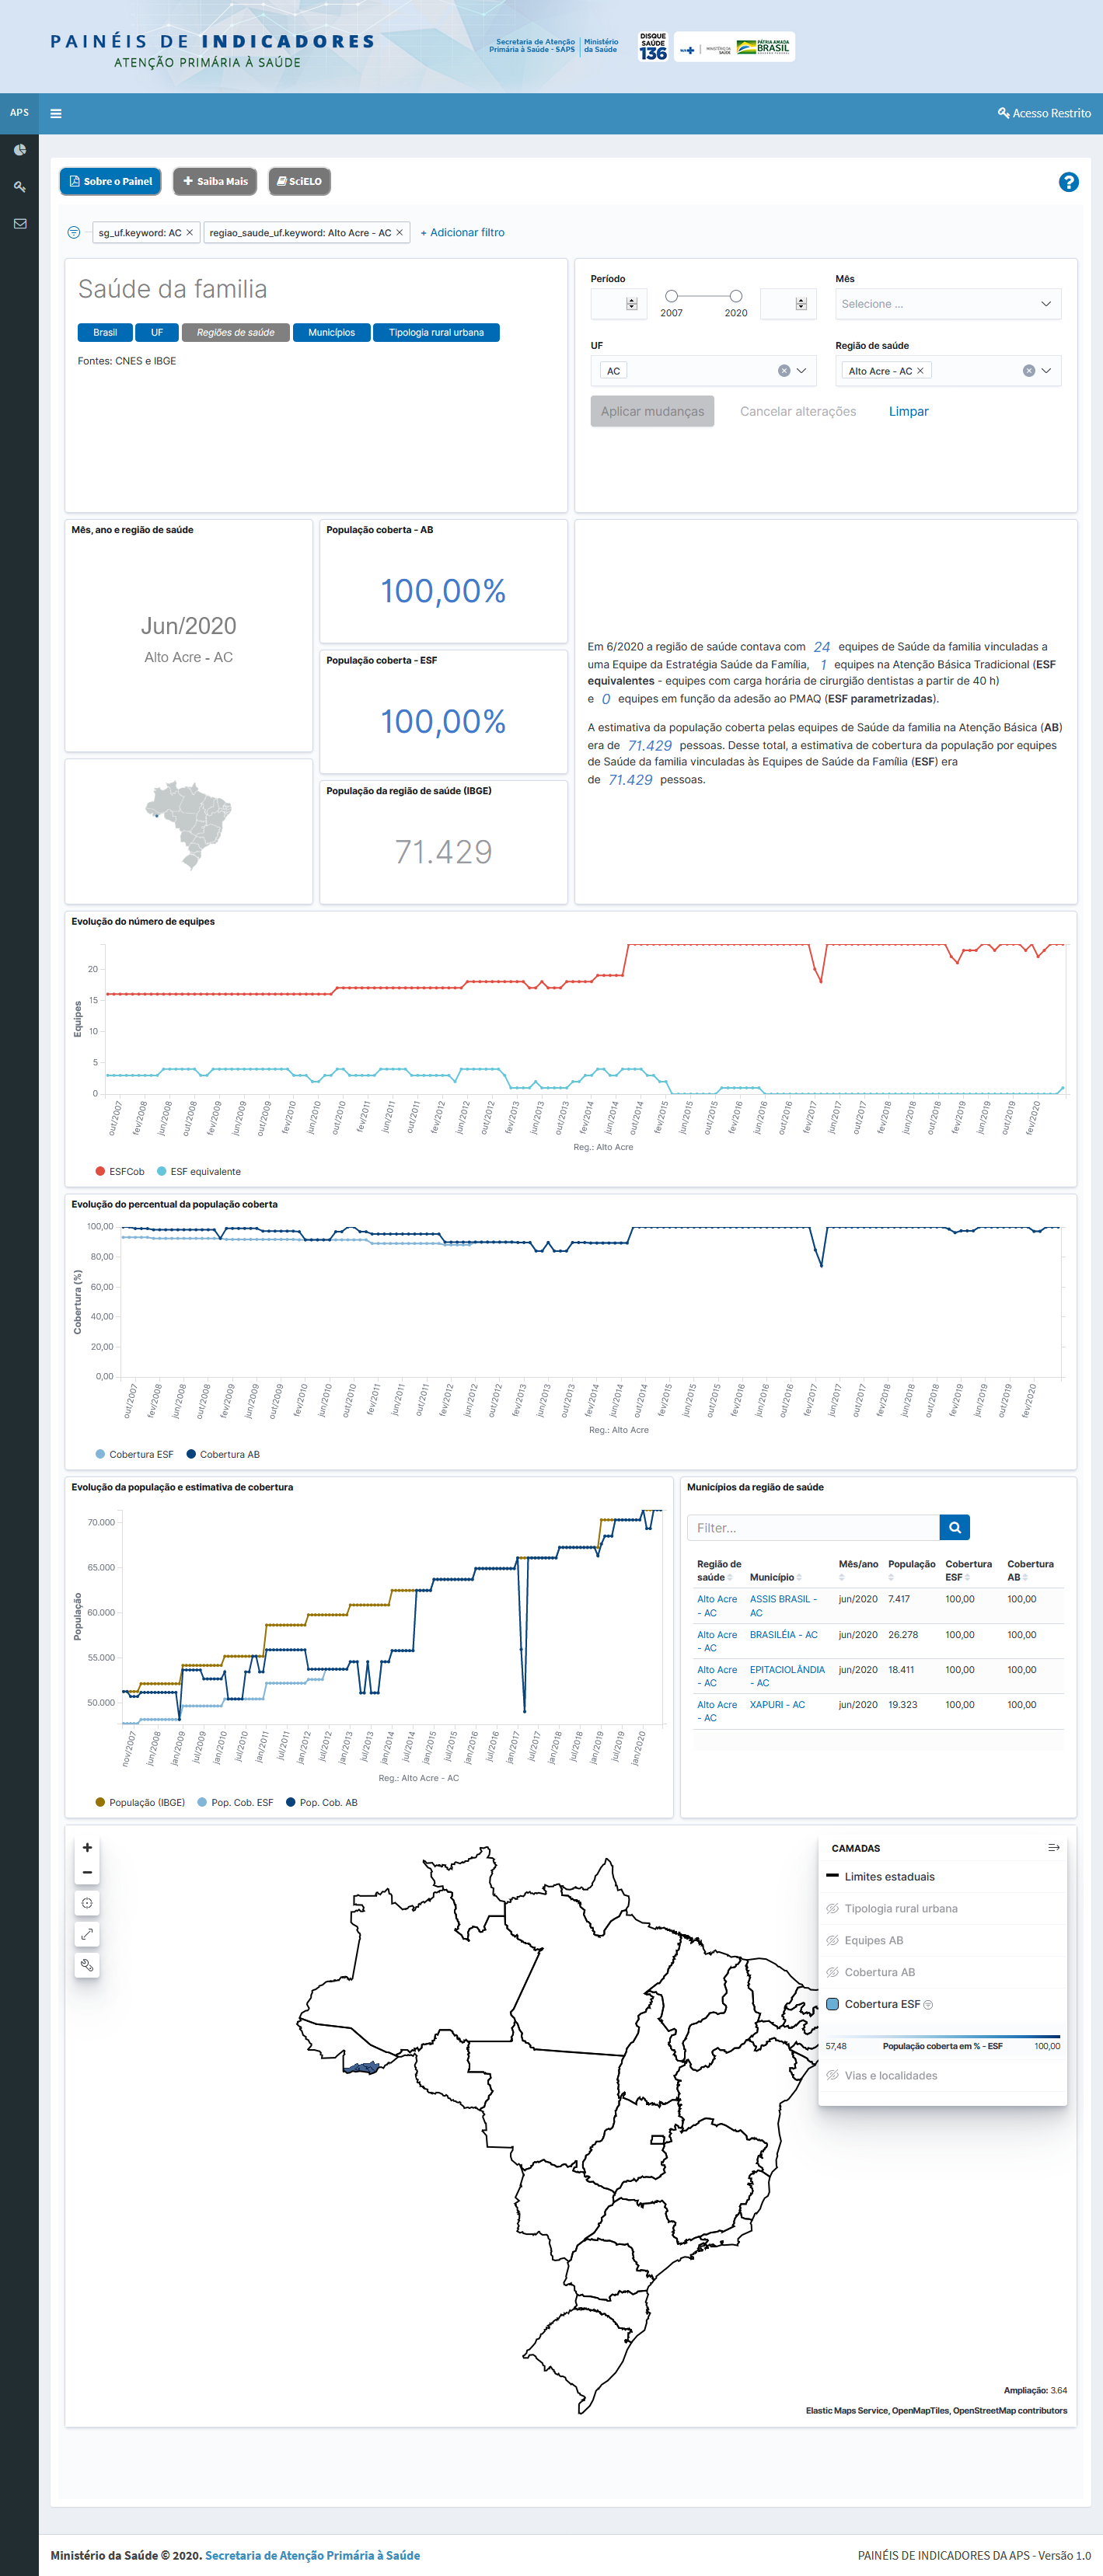 PAINÉIS DE INDICADORES
ATENÇÃO PRIMÁRIA À SAÚDE
Secretaria de Atenção
Primária à Saúde - SAPS
Ministério
da Saúde
DISQUE
SAÚDE
136
SUS
MINISTÉRIO DA
SAÚDE
PÁTRIA AMADA
BRASIL
APS
Acesso Restrito
Sobre o Painel
Saiba Mais
SciELO
sg_uf.keyword: AC
regiao_saude_uf.keyword: Alto Acre - AC
+ Adicionar filtro
Saúde da familia
Brasil
UF
Regiões de saúde
Municípios
Tipologia rural urbana
Fontes: CNES e IBGE
Período
2007
2020
Mês
Selecione ...
UF
AC
Região de saúde
Alto Acre - AC
Aplicar mudanças
Cancelar alterações
Limpar
Mês, ano e região de saúde
Jun/2020
Alto Acre - AC
População coberta - AB
100,00%
População coberta - ESF
100,00%
População da região de saúde (IBGE)
71.429
Em 6/2020 a região de saúde contava com 24 equipes de Saúde da familia vinculadas a
uma Equipe da Estratégia Saúde da Família, 1 equipes na Atenção Básica Tradicional (ESF
equivalentes - equipes com carga horária de cirurgião dentistas a partir de 40 h)
e 0 equipes em função da adesão ao PMAQ (ESF parametrizadas).
A estimativa da população coberta pelas equipes de Saúde da familia na Atenção Básica (AB)
era de 71.429 pessoas. Desse total, a estimativa de cobertura da população por equipes
de Saúde da familia vinculadas às Equipes de Saúde da Família (ESF) era
de 71.429 pessoas.
Evolução do número de equipes
Equipes
20
15
10
5
0
out/2007 fev/2008 jun/2008 out/2008 fev/2009 jun/2009 out/2009 fev/2010 jun/2010 out/2010 fev/2011 jun/2011 out/2011 fev/2012 jun/2012 out/2012 fev/2013 jun/2013 out/2013 fev/2014 jun/2014 out/2014 fev/2015 jun/2015 out/2015 fev/2016 jun/2016 out/2016 fev/2017 jun/2017 out/2017 fev/2018 jun/2018 out/2018 fev/2019 jun/2019 out/2019 fev/2020
Reg.: Alto Acre
ESFCob
ESF equivalente
Evolução do percentual da população coberta
Cobertura (%)
100,00
80,00
60,00
40,00
20,00
0,00
out/2007 fev/2008 jun/2008 out/2008 fev/2009 jun/2009 out/2009 fev/2010 jun/2010 out/2010 fev/2011 jun/2011 out/2011 fev/2012 jun/2012 out/2012 fev/2013 jun/2013 out/2013 fev/2014 jun/2014 out/2014 fev/2015 jun/2015 out/2015 fev/2016 jun/2016 out/2016 fev/2017 jun/2017 out/2017 fev/2018 jun/2018 out/2018 fev/2019 jun/2019 out/2019 fev/2020
Reg.: Alto Acre
Cobertura ESF
Cobertura AB
Evolução da população e estimativa de cobertura
População
70.000
65.000
60.000
55.000
50.000
nov/2007 jun/2008 jan/2009 jul/2009 jan/2010 jul/2010 jan/2011 jul/2011 jan/2012 jul/2012 jan/2013 jul/2013 jan/2014 jul/2014 jan/2015 jul/2015 jan/2016 jul/2016 jan/2017 jul/2017 jan/2018 jul/2018 jan/2019 jul/2019 jan/2020
Reg.: Alto Acre - AC
População (IBGE)
Pop. Cob. ESF
Pop. Cob. AB
Municípios da região de saúde
Filter...
Região de saúde Município Mês/ano População Cobertura ESF Cobertura AB
Alto Acre - AC ASSIS BRASIL - AC jun/2020 7.417 100,00 100,00
Alto Acre - AC BRASILÉIA - AC jun/2020 26.278 100,00 100,00
Alto Acre - AC EPITACIOLÂNDIA - AC jun/2020 18.411 100,00 100,00
Alto Acre - AC XAPURI - AC jun/2020 19.323 100,00 100,00
CAMADAS
Limites estaduais
Tipologia rural urbana
Equipes AB
Cobertura AB
Cobertura ESF
57,48 População coberta em % - ESF 100,00
Vias e localidades
Ampliação: 3.64
Elastic Maps Service, OpenMapTiles, OpenStreetMap contributors
Ministério da Saúde © 2020. Secretaria de Atenção Primária à Saúde
PAINÉIS DE INDICADORES DA APS - Versão 1.0